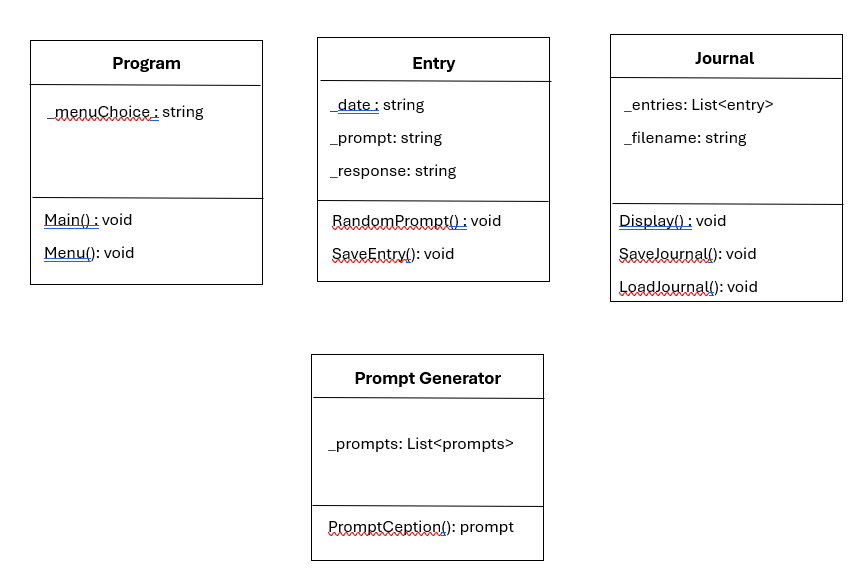 Program
_menuChoice : string
Main() : void
Menu(): void
Entry
_date : string
_prompt: string
_response: string
RandomPrompt() : void
SaveEntry(): void
Journal
_entries: List<entry>
_filename: string
Display() : void
SaveJournal(): void
LoadJournal(): void
Prompt Generator
_prompts: List<prompts>
PromptCeption(): prompt